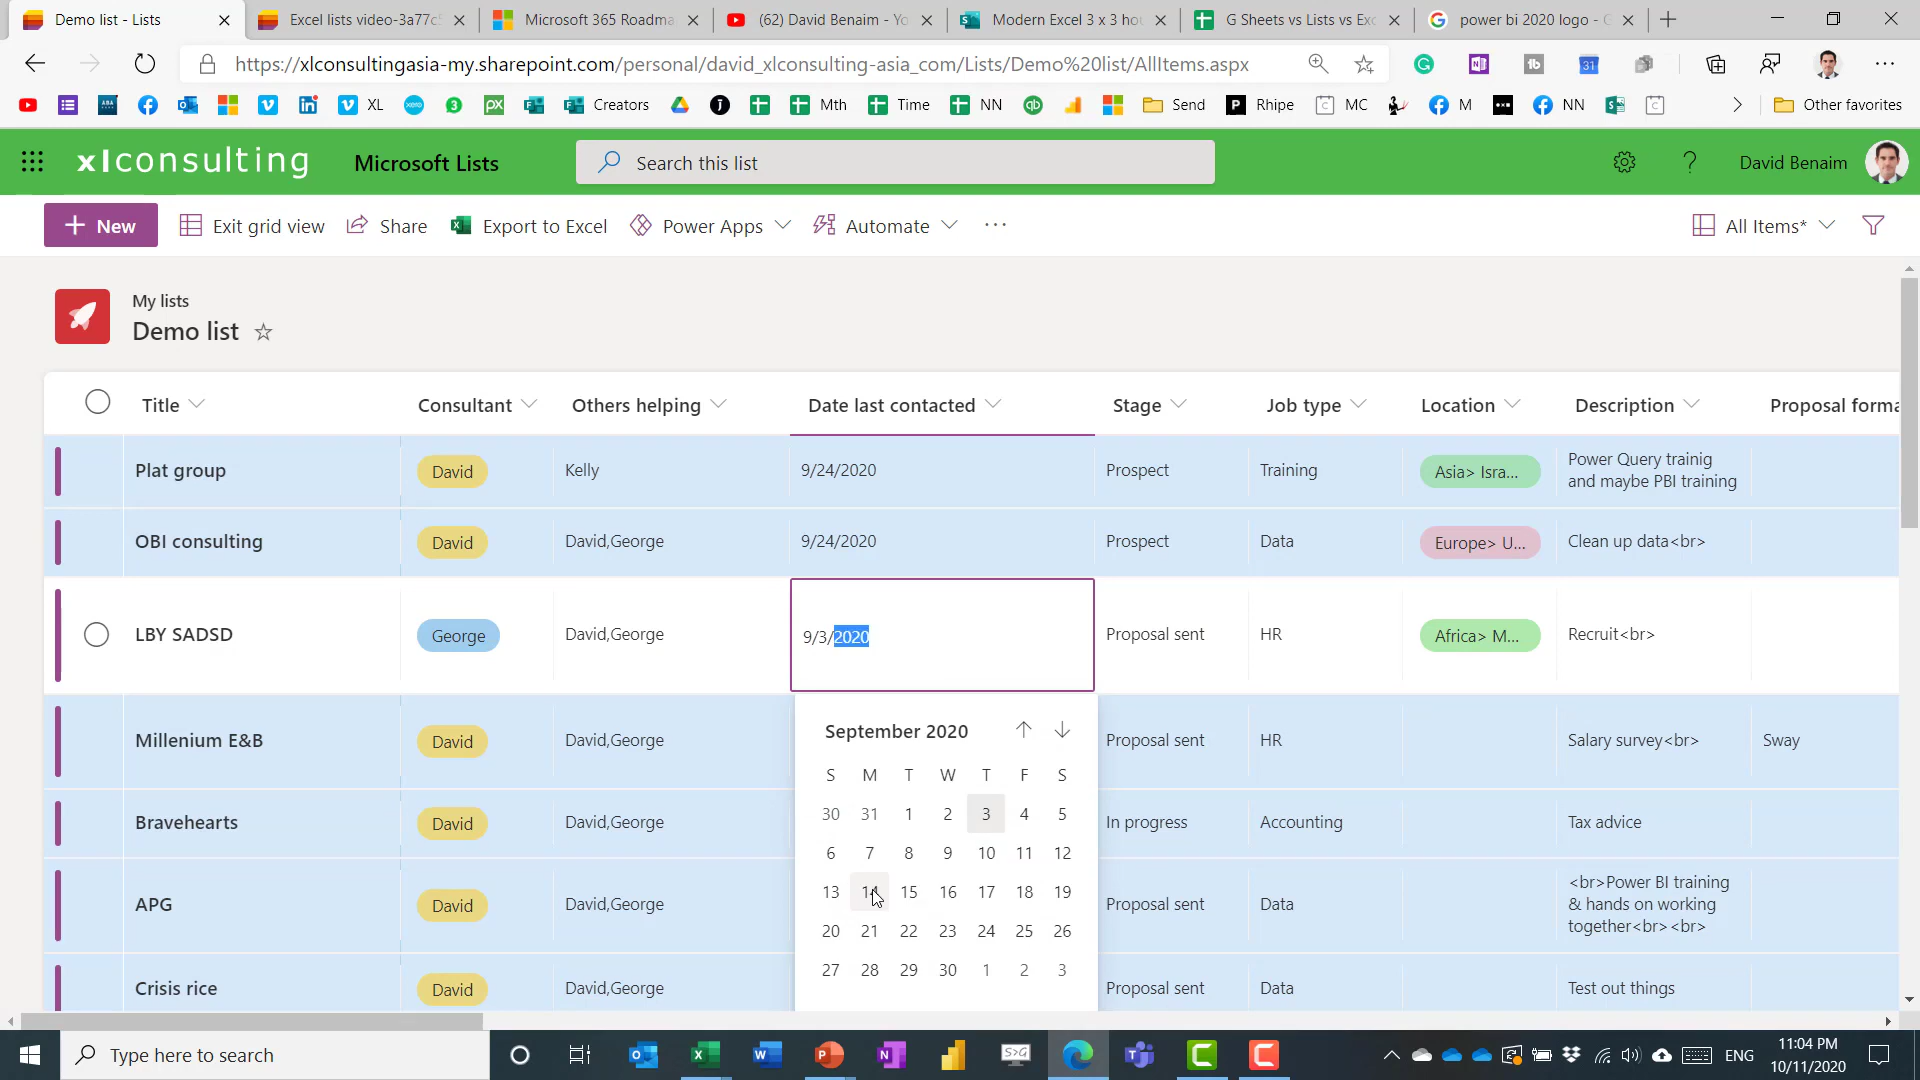 Demo list - Lists
Excel lists video-3a77c5
Microsoft 365 Roadma
(62) David Benaim - Yo
Modern Excel 3 x 3 hou
G Sheets vs Lists vs Exc
power bi 2020 logo - G
https://xlconsultingasia-my.sharepoint.com/personal/david_xlconsulting-asia_com/Lists/Demo%20list/AllItems.aspx
XL
Creators
Mth
Time
NN
Send
Rhipe
MC
M
NN
Other favorites
xlconsulting
Microsoft Lists
Search this list
David Benaim
New
Exit grid view
Share
Export to Excel
Power Apps
Automate
All Items*
My lists
Demo list
Title Consultant Others helping Date last contacted Stage Job type Location Description Proposal forma
Plat group David Kelly 9/24/2020 Prospect Training Asia> Isra... Power Query trainig
and maybe PBI training
OBI consulting David David,George 9/24/2020 Prospect Data Europe> U... Clean up data<br>
LBY SADSD George David,George 9/3/2020 Proposal sent HR Africa> M... Recruit<br>
Millenium E&B David David,George Proposal sent HR Salary survey<br> Sway
Bravehearts David David,George In progress Accounting Tax advice
APG David David,George Proposal sent Data <br>Power BI training
& hands on working
together<br><br>
Crisis rice David David,George Proposal sent Data Test out things
September 2020
S M T W T F S
30 31 1 2 3 4 5
6 7 8 9 10 11 12
13 14 15 16 17 18 19
20 21 22 23 24 25 26
27 28 29 30 1 2 3
Type here to search
ENG
11:04 PM
10/11/2020